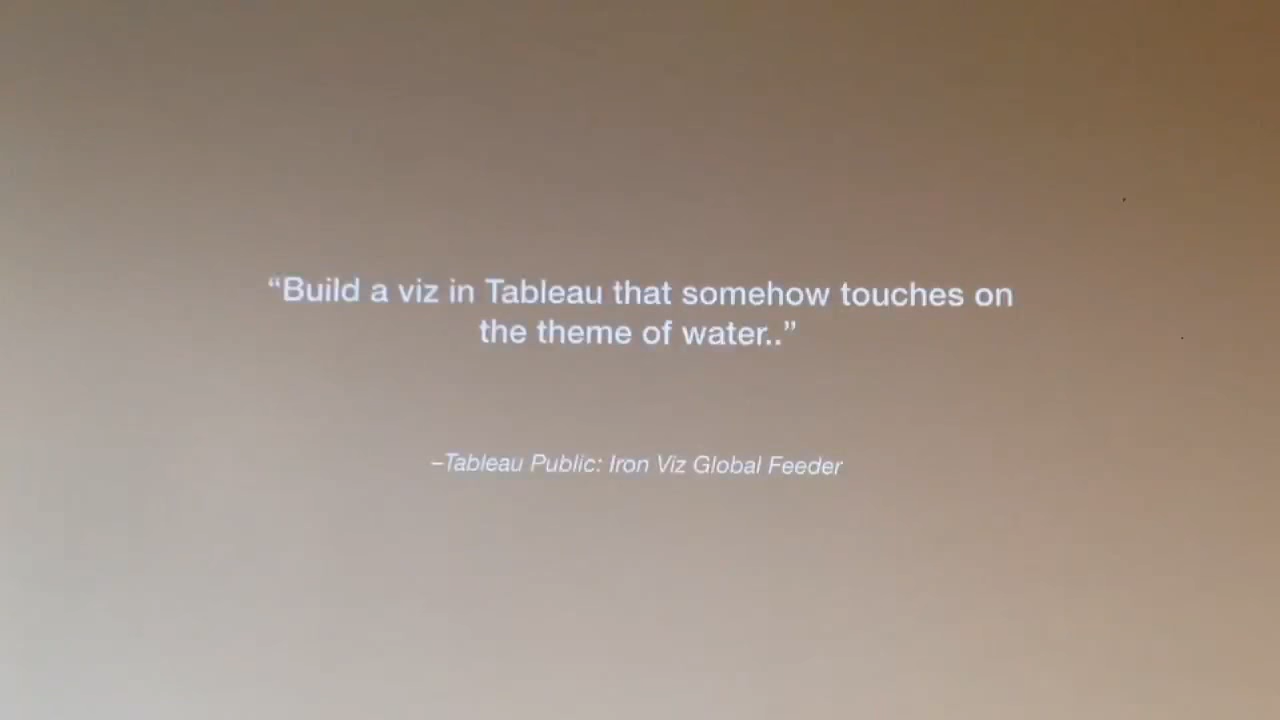 “Build a viz in Tableau that somehow touches on
the theme of water..”
–Tableau Public: Iron Viz Global Feeder